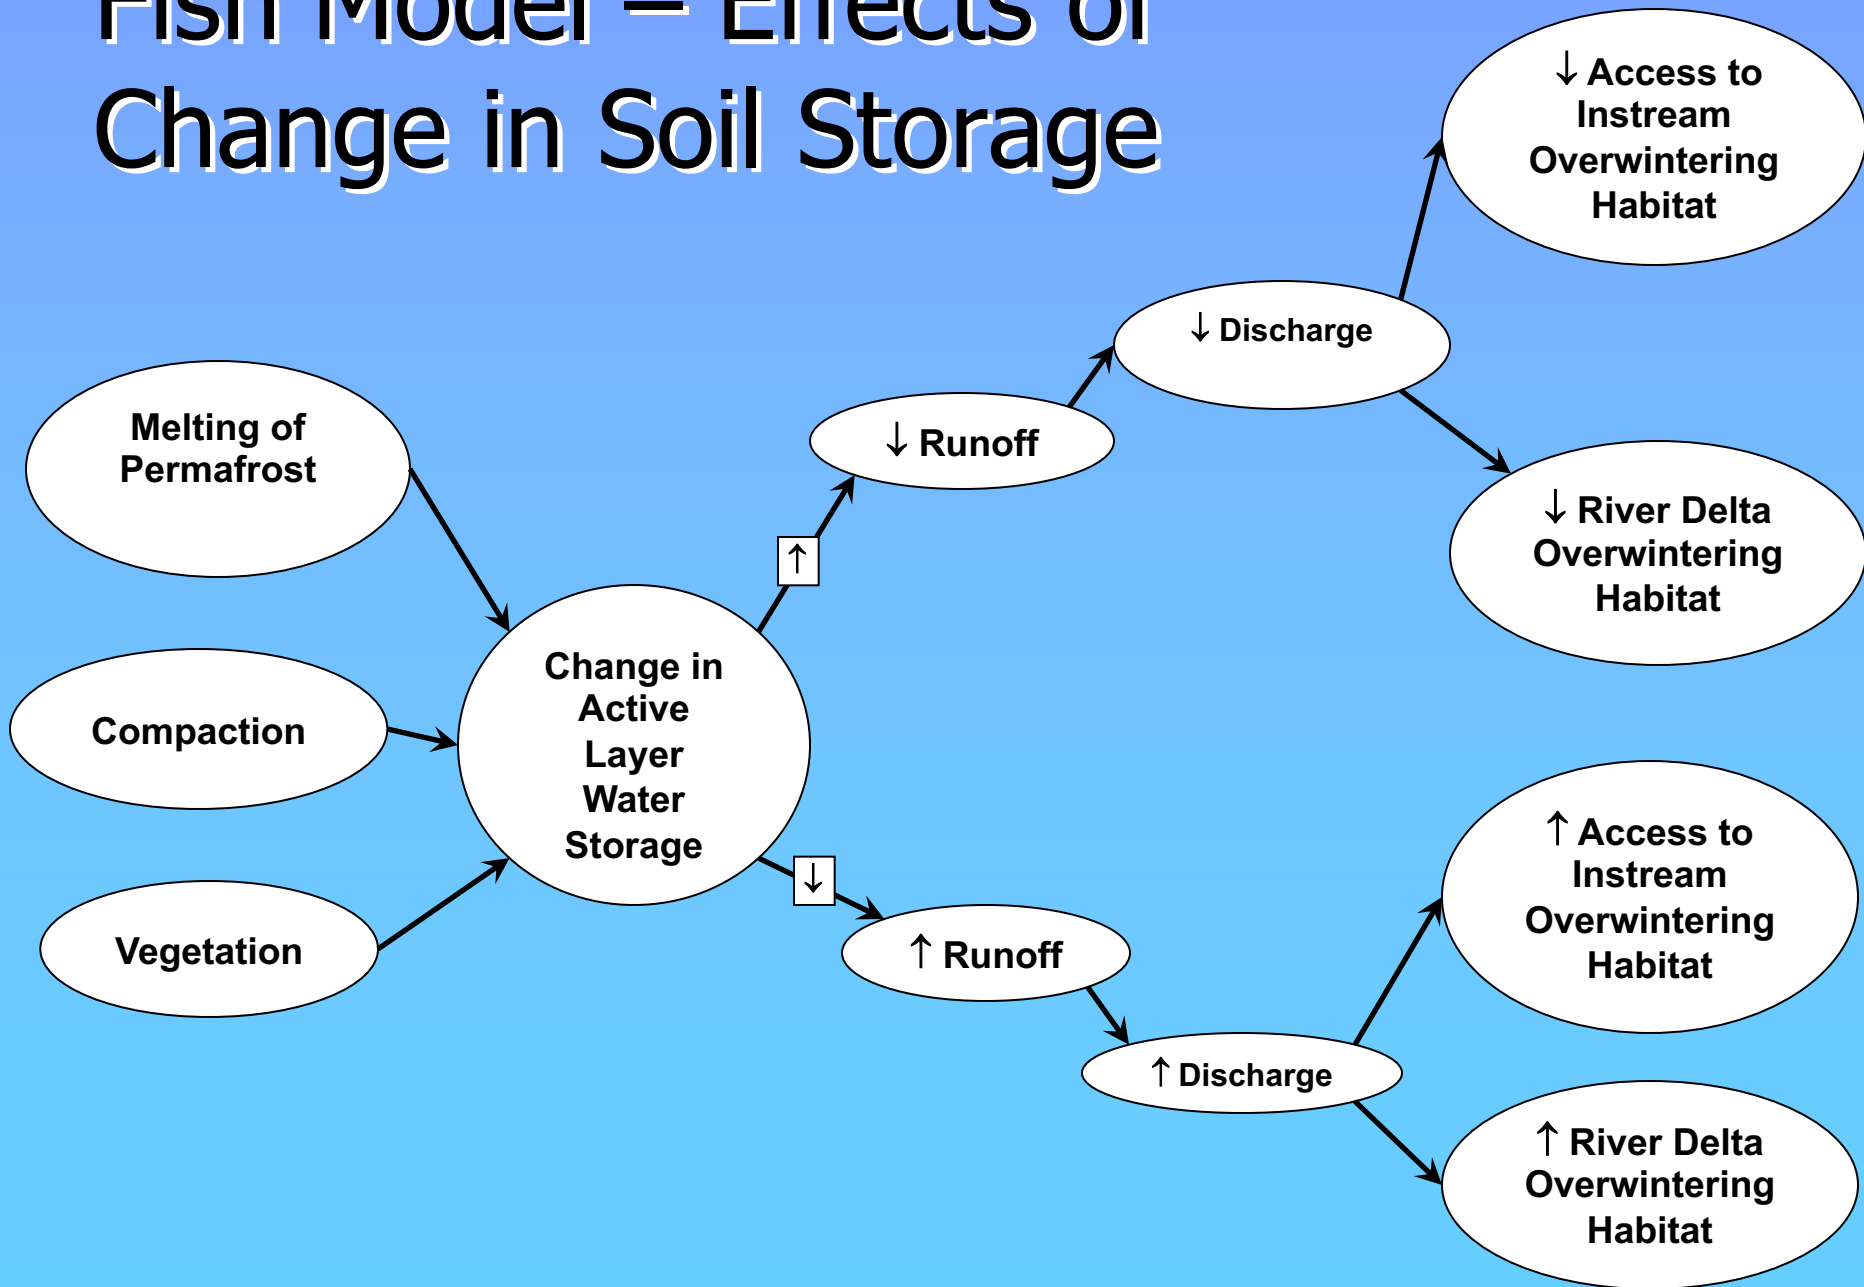 Fish Model – Effects of
Change in Soil Storage
↓ Access to
Instream
Overwintering
Habitat
↓ Discharge
↓ Runoff
Melting of
Permafrost
↓ River Delta
Overwintering
Habitat
↑
Change in
Active
Layer
Water
Storage
Compaction
↑ Access to
Instream
Overwintering
Habitat
↓
Vegetation
↑ Runoff
↑ Discharge
↑ River Delta
Overwintering
Habitat